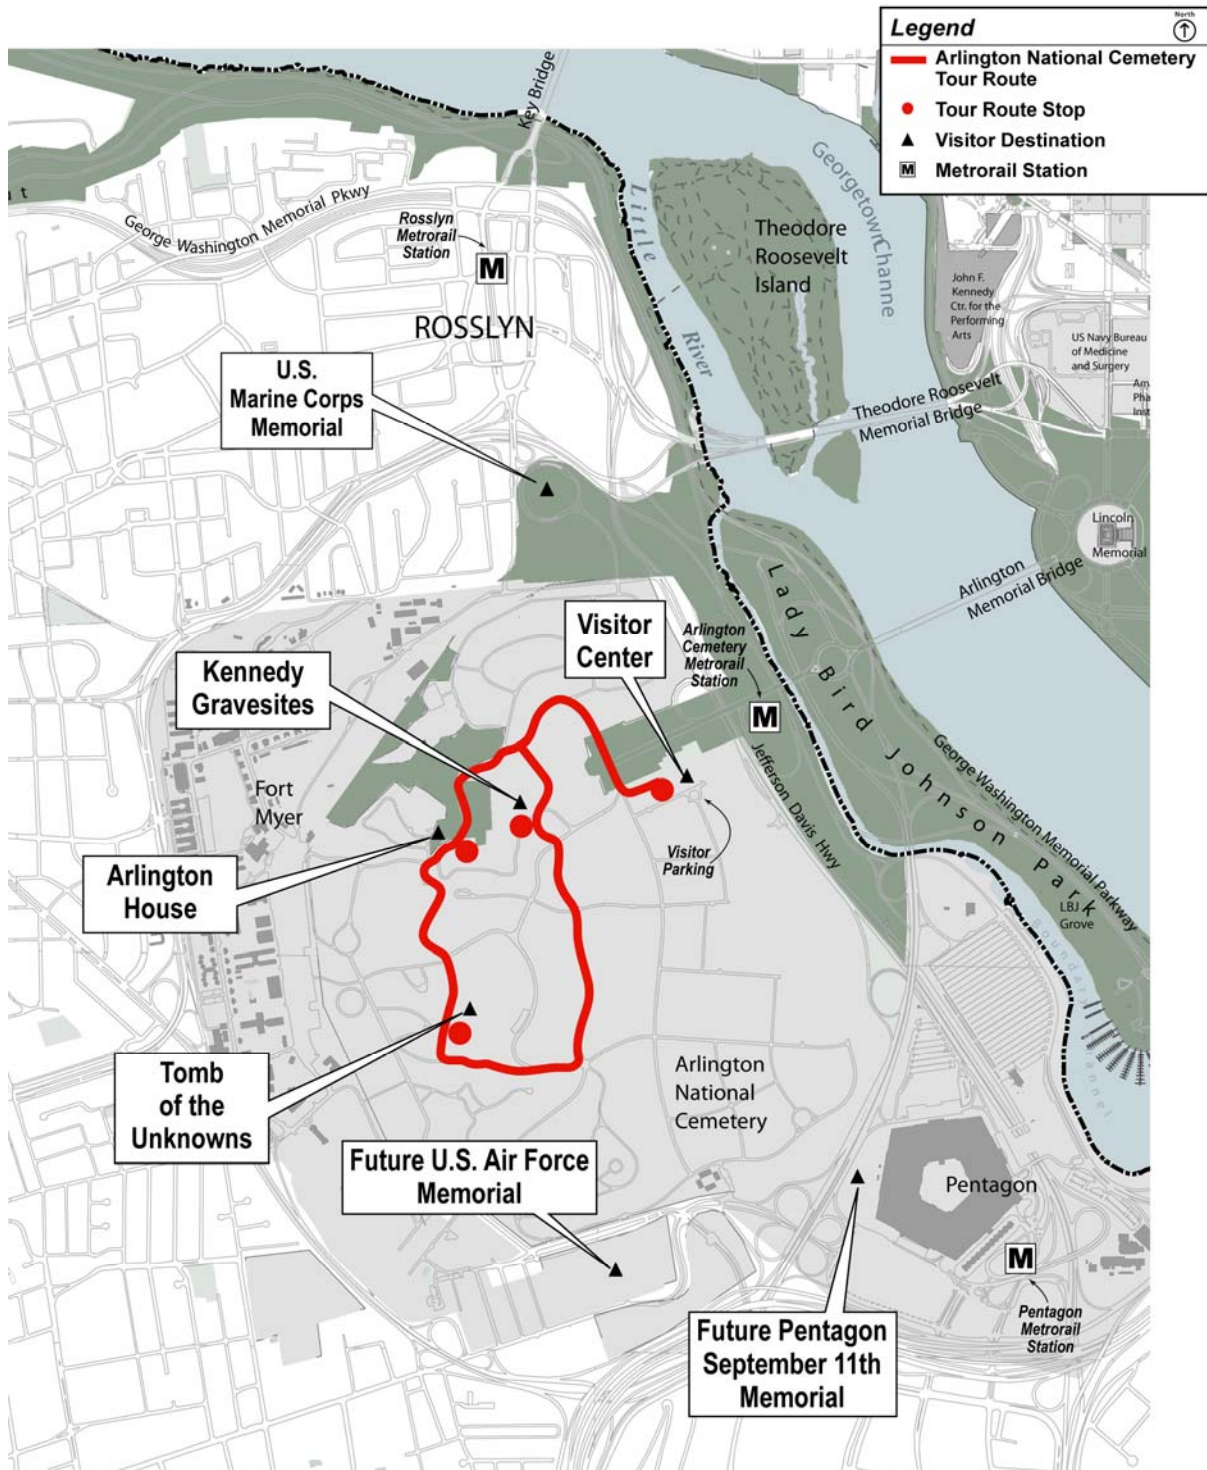 Legend
North
Arlington National Cemetery
Tour Route
Tour Route Stop
Visitor Destination
M
Metrorail Station
Key Bridge
George Washington Memorial Pkwy
Rosslyn
Metrorail
Station
M
ROSSLYN
Little
River
Georgetown Channe
Theodore
Roosevelt
Island
John F.
Kennedy
Ctr. for the
Performing
Arts
US Navy Bureau
of Medicine
and Surgery
Am
Pha
Inst
U.S.
Marine Corps
Memorial
Theodore Roosevelt
Memorial Bridge
Lincoln
Memorial
Arlington
Memorial Bridge
Visitor
Center
Arlington
Cemetery
Metrorail
Station
M
Kennedy
Gravesites
Lady Bird Johnson Park
George Washington Memorial Parkway
Jefferson Davis Hwy
Fort
Myer
Visitor
Parking
Arlington
House
LBJ
Grove
Tomb
of the
Unknowns
Arlington
National
Cemetery
Future U.S. Air Force
Memorial
Pentagon
M
Pentagon
Metrorail
Station
Future Pentagon
September 11th
Memorial